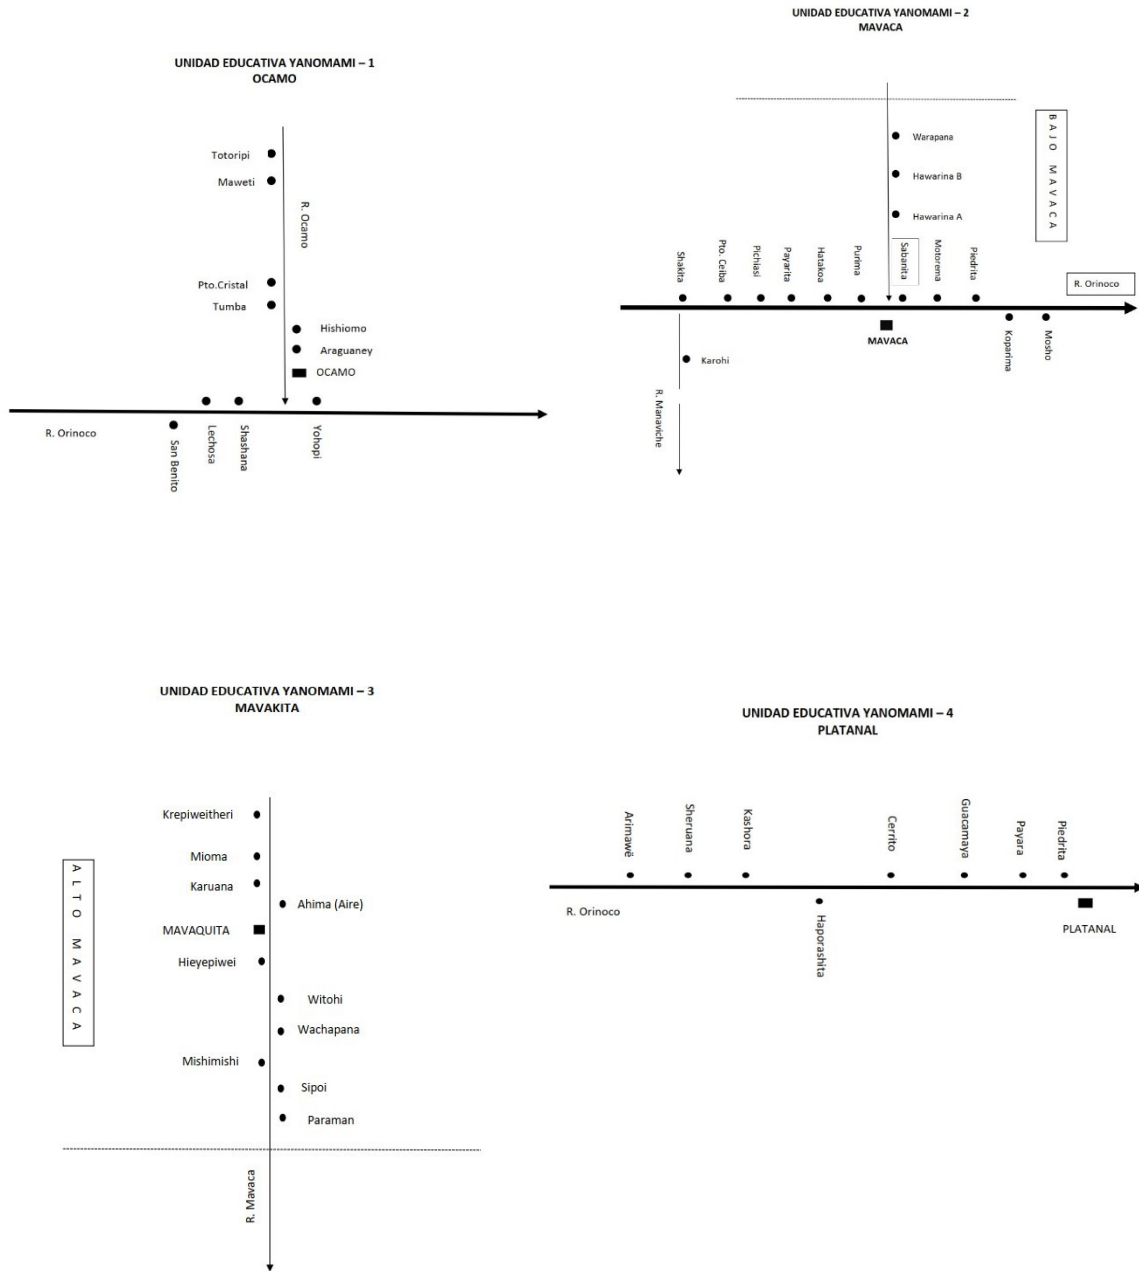 UNIDAD EDUCATIVA YANOMAMI – 1
OCAMO
Totoripi
Maweti
R. Ocamo
Pto.Cristal
Tumba
Hishiomo
Araguaney
OCAMO
R. Orinoco
San Benito
Lechosa
Shashana
Yohopi
UNIDAD EDUCATIVA YANOMAMI – 2
MAVACA
BAJO MAVACA
Warapana
Hawarina B
Hawarina A
Shakita
Pto. Ceiba
Pichiasi
Payarita
Hatakoa
Purima
Sabanita
Motorema
Piedrita
R. Orinoco
MAVACA
Koparima
Mosho
Karohi
R. Manaviche
UNIDAD EDUCATIVA YANOMAMI – 3
MAVAKITA
ALTO MAVACA
Krepiweitheri
Mioma
Karuana
Ahima (Aire)
MAVAQUITA
Hieyepiwei
Witohi
Wachapana
Mishimishi
Sipoi
Paraman
R. Mavaca
UNIDAD EDUCATIVA YANOMAMI – 4
PLATANAL
Arimawë
Sheruana
Kashora
Cerrito
Guacamaya
Payara
Piedrita
R. Orinoco
Haporashita
PLATANAL